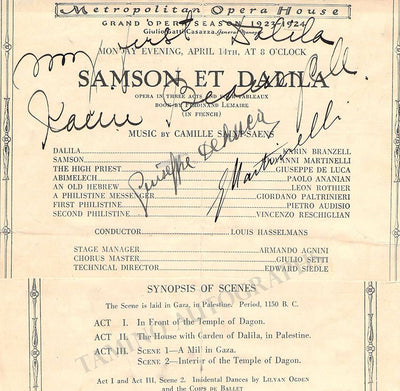 Metropolitan Opera House
GRAND OPERA SEASON 1923-1924
Giulio Gatti-Casazza, General Manager
MONDAY EVENING, APRIL 14TH, AT 8 O'CLOCK
my first Dalila
SAMSON ET DALILA
OPERA IN THREE ACTS AND FOUR TABLEAUX
BOOK BY FERDINAND LEMAIRE
(IN FRENCH)
Karin Branzell
MUSIC BY CAMILLE SAINT-SAENS
Giuseppe De Luca
G Martinelli
DALILA KARIN BRANZELL
SAMSON GIOVANNI MARTINELLI
THE HIGH PRIEST GIUSEPPE DE LUCA
ABIMELECH PAOLO ANANIAN
AN OLD HEBREW LEON ROTHIER
A PHILISTINE MESSENGER GIORDANO PALTRINIERI
FIRST PHILISTINE PIETRO AUDISIO
SECOND PHILISTINE VINCENZO RESCHIGLIAN
CONDUCTOR LOUIS HASSELMANS
STAGE MANAGER ARMANDO AGNINI
CHORUS MASTER GIULIO SETTI
TECHNICAL DIRECTOR EDWARD SIEDLE
SYNOPSIS OF SCENES
The Scene is laid in Gaza, in Palestine. Period, 1150 B. C.
ACT I. In Front of the Temple of Dagon.
ACT II. The House with Garden of Dalila, in Palestine.
ACT III. SCENE 1—A Mill in Gaza.
SCENE 2—Interior of the Temple of Dagon.
Act I and Act III. Scene 2. Incidental Dances by LILYAN OGDEN
and the CORPS DE BALLET
TAMINO AUTOGRAPHS